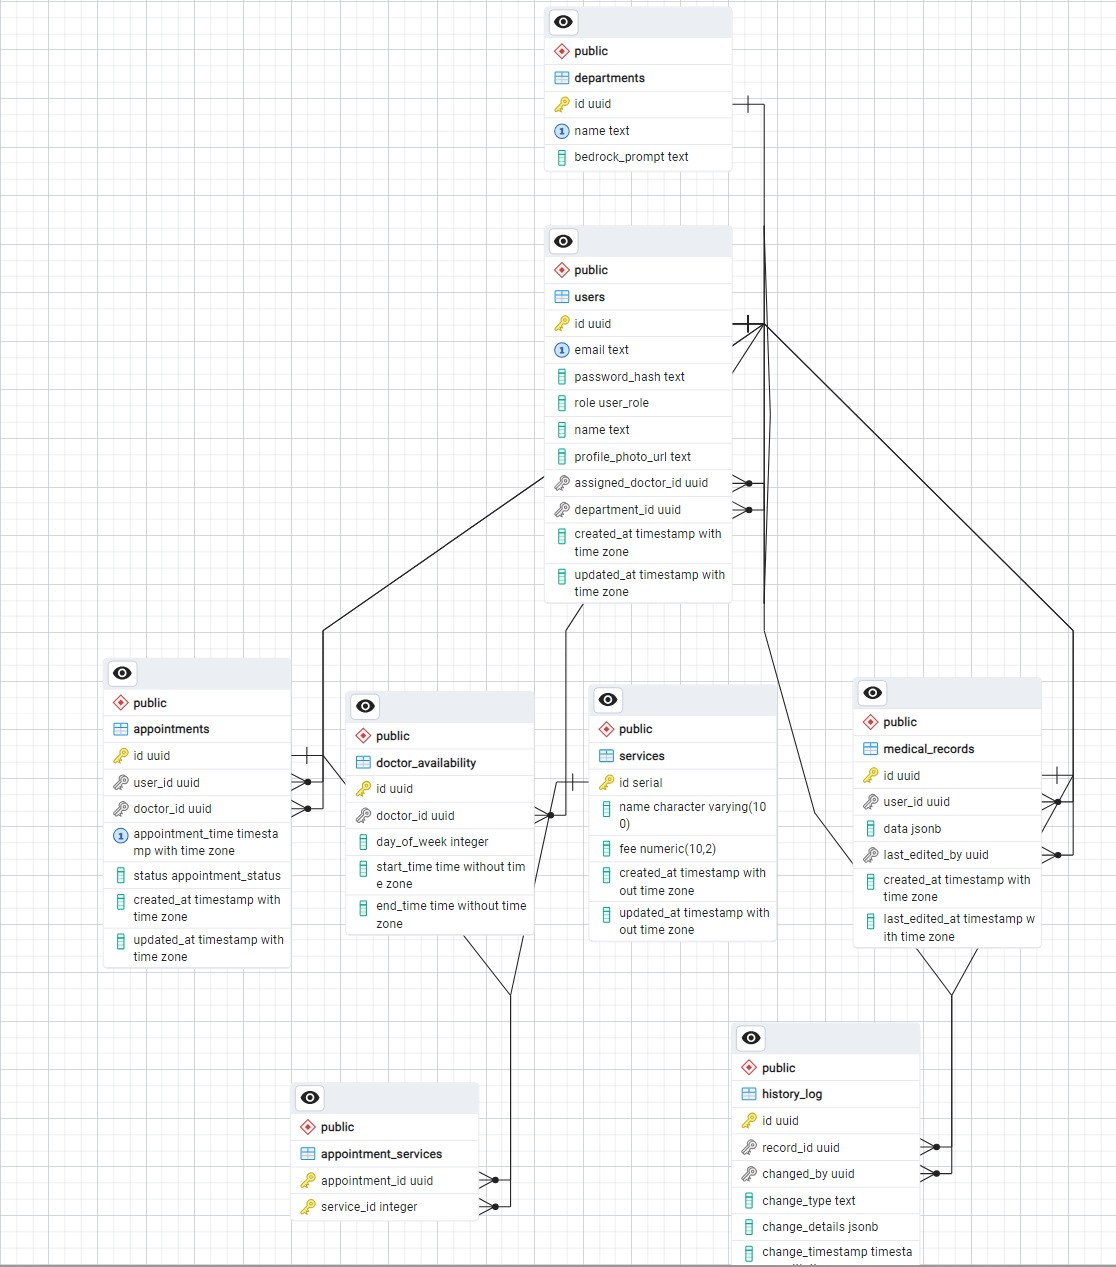 public
departments
id uuid
name text
bedrock_prompt text
public
users
id uuid
email text
password_hash text
role user_role
name text
profile_photo_url text
assigned_doctor_id uuid
department_id uuid
created_at timestamp with
time zone
updated_at timestamp with
time zone
public
appointments
id uuid
user_id uuid
doctor_id uuid
appointment_time timesta
mp with time zone
status appointment_status
created_at timestamp with
time zone
updated_at timestamp with
time zone
public
doctor_availability
id uuid
doctor_id uuid
day_of_week integer
start_time time without tim
e zone
end_time time without time
zone
public
services
id serial
name character varying(10
0)
fee numeric(10,2)
created_at timestamp with
out time zone
updated_at timestamp with
out time zone
public
medical_records
id uuid
user_id uuid
data jsonb
last_edited_by uuid
created_at timestamp with
time zone
last_edited_at timestamp w
ith time zone
public
appointment_services
appointment_id uuid
service_id integer
public
history_log
id uuid
record_id uuid
changed_by uuid
change_type text
change_details jsonb
change_timestamp timesta